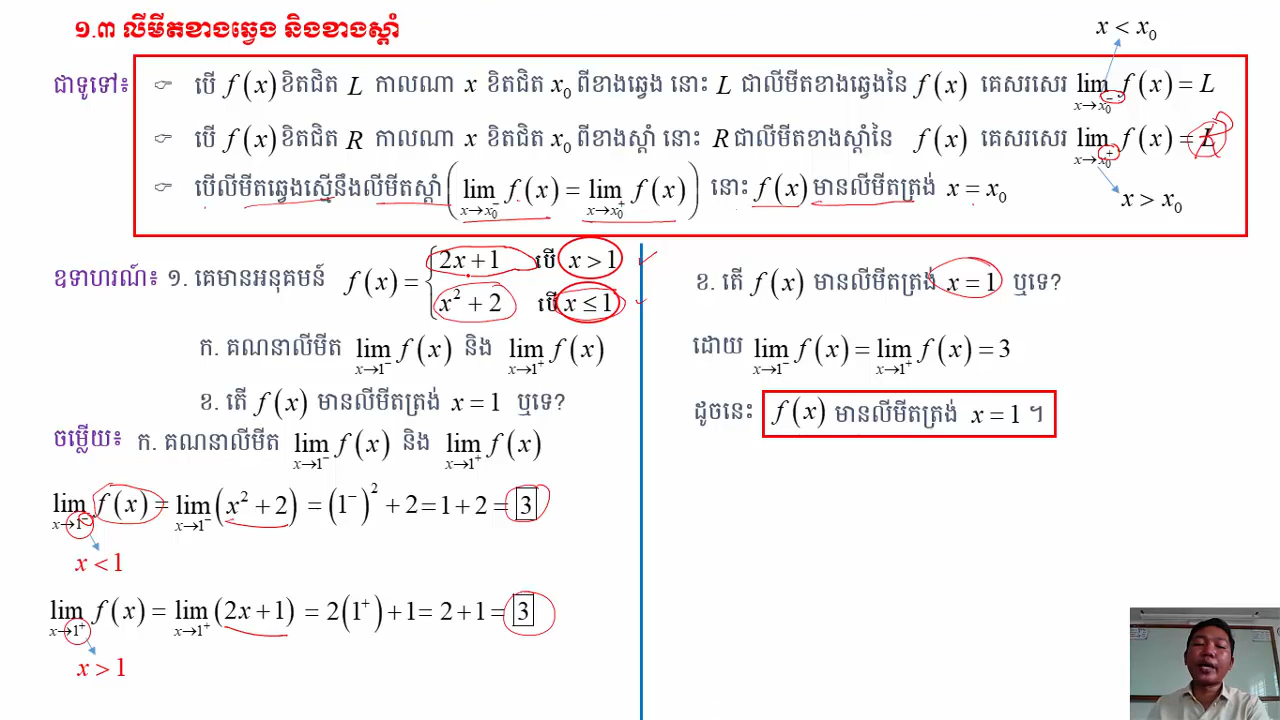 ១.៣ លីមីតខាងឆ្វេង និងខាងស្ដាំ
x < x₀
ជាទូទៅ៖ ☞ បើ f(x) ខិតជិត L កាលណា x ខិតជិត x₀ ពីខាងឆ្វេង នោះ L ជាលីមីតខាងឆ្វេងនៃ f(x) គេសរសេរ lim_{x→x₀⁻} f(x) = L
☞ បើ f(x) ខិតជិត R កាលណា x ខិតជិត x₀ ពីខាងស្ដាំ នោះ R ជាលីមីតខាងស្ដាំនៃ f(x) គេសរសេរ lim_{x→x₀⁺} f(x) = L R
☞ បើលីមីតឆ្វេងស្មើនឹងលីមីតស្ដាំ (lim_{x→x₀⁻} f(x) = lim_{x→x₀⁺} f(x)) នោះ f(x) មានលីមីតត្រង់ x = x₀
x > x₀
ឧទាហរណ៍៖ ១. គេមានអនុគមន៍ f(x) = { 2x + 1 បើ x > 1
x² + 2 បើ x ≤ 1
ក. គណនាលីមីត lim_{x→1⁻} f(x) និង lim_{x→1⁺} f(x)
ខ. តើ f(x) មានលីមីតត្រង់ x = 1 ឬទេ?
ចម្លើយ៖ ក. គណនាលីមីត lim_{x→1⁻} f(x) និង lim_{x→1⁺} f(x)
lim_{x→1⁻} f(x) = lim_{x→1⁻} (x² + 2) = (1⁻)² + 2 = 1 + 2 = 3
x < 1
lim_{x→1⁺} f(x) = lim_{x→1⁺} (2x + 1) = 2(1⁺) + 1 = 2 + 1 = 3
x > 1
ខ. តើ f(x) មានលីមីតត្រង់ x = 1 ឬទេ?
ដោយ lim_{x→1⁻} f(x) = lim_{x→1⁺} f(x) = 3
ដូចនេះ f(x) មានលីមីតត្រង់ x = 1 ។